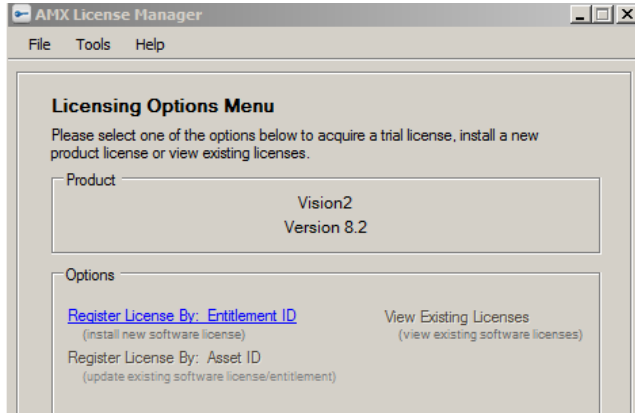 AMX License Manager
File Tools Help
Licensing Options Menu
Please select one of the options below to acquire a trial license, install a new
product license or view existing licenses.
Product
Vision2
Version 8.2
Options
Register License By: Entitlement ID
(install new software license)
Register License By: Asset ID
(update existing software license/entitlement)
View Existing Licenses
(view existing software licenses)